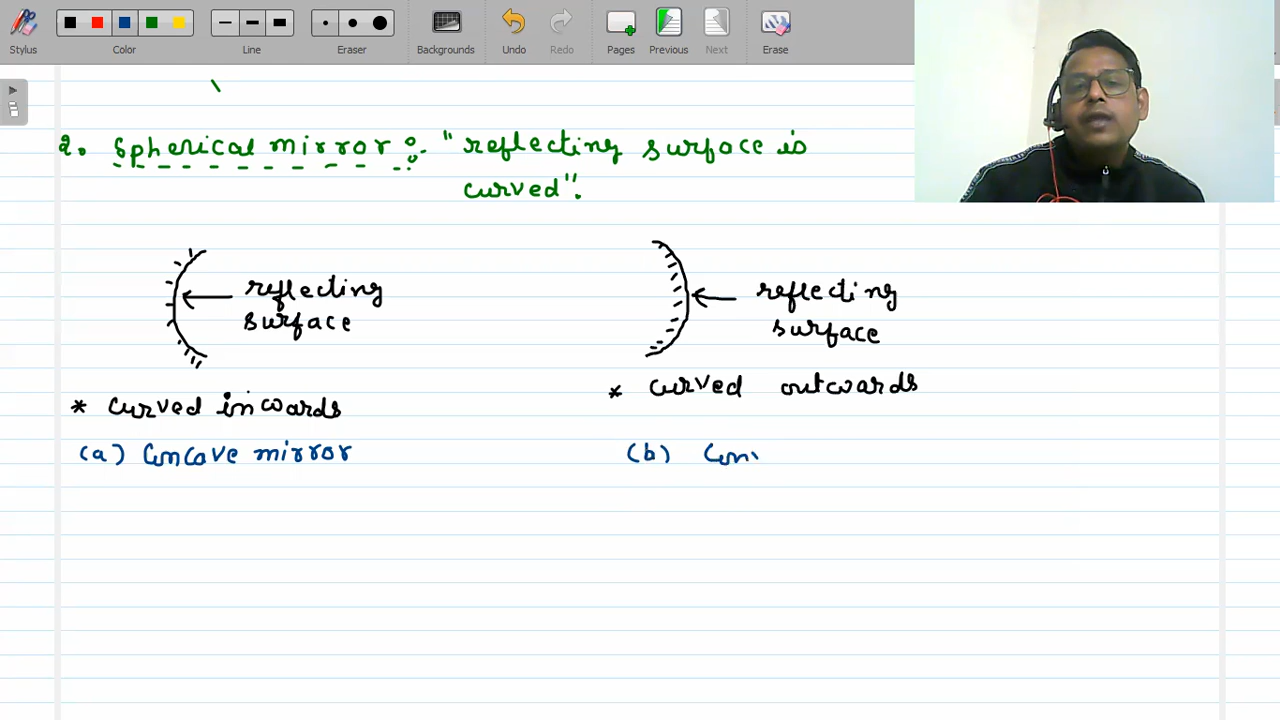 Stylus
Color
Line
Eraser
Backgrounds
Undo
Redo
Pages
Previous
Next
Erase
2. Spherical mirror :- "reflecting surface is
curved".
reflecting
surface
reflecting
surface
* curved inwards
* curved outwards
(a) Concave mirror
(b) Con